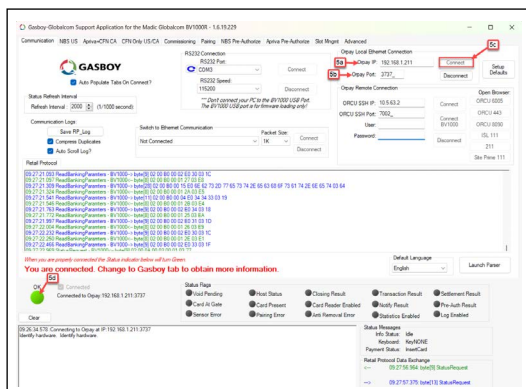 Gasboy-Globalcom Support Application for the Madic Globalcom BV1000R - 1.6.19.229
Communication NBS US Apriva+CFN CA CFN Only US/CA Commissioning Pairing NBS Pre-Authorize Apriva Pre-Authorize Slot Mngnt Advanced
5c
GASBOY
Auto Populate Tabs On Connect?
RS232 Connection
RS232 Port:
COM3
Connect
RS232 Speed:
115200
Disconnect
*** Don't connect your PC to the BV1000 USB Port.
The BV1000 USB port is for firmware loading only!
Orpay Local Ethernet Connection
5a
Orpay IP: 192.168.1.211
Connect
5b
Orpay Port: 3737_
Disconnect
Setup
Defaults
Status Refresh Interval
Refresh Interval : 2000 (1/1000 second)
Orpay Remote Connection
ORCU SSH IP: 10.5.63.2
ORCU SSH Port: 7002_
User:
Password:
Connect
Connect
BV1000
Disconnect
Open Browser
ORCU 6005
ORCU 443
ORCU 8090
ISL 111
211
Site Prime 111
Communication Logs
Save RP_Log
Compress Duplicates
Auto Scroll Log?
Switch to Ethernet Communication
Not Connected
Packet Size:
1K
Connect
Disconnect
Retail Protocol
When you are properly connected the Status indicator below will turn Green
You are connected. Change to Gasboy tab to obtain more information.
Default Language
English
Launch Parser
5d
OK
Connected
Connected to Orpay 192.168.1.211:3737
Clear
Status Flags
Void Pending
Host Status
Closing Result
Transaction Result
Settlement Result
Card At Gate
Card Present
Card Reader Enabled
Notify Result
Pre-Auth Result
Sensor Error
Pairing Error
Anti Removal Error
Statistics Enabled
Log Enabled
09:26:34.578 Connecting to Orpay at IP:192.168.1.211:3737
Identify hardware. Identify hardware.
Status Messages
Info Status: Idle
Keyboard: KeyNONE
Payment Status: InsertCard
Retail Protocol Data Exchange
<-- 09:27:56.964 byte[9] StatusRequest
--> 09:27:57.375 byte[13] StatusRequest